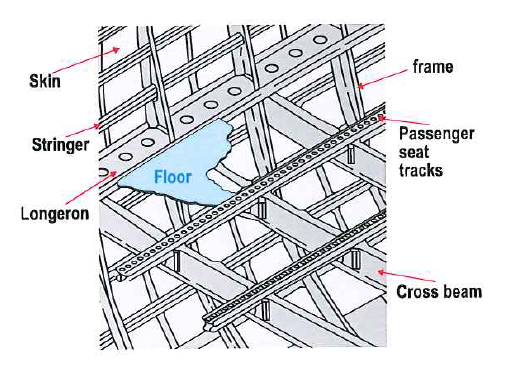 Skin
Stringer
Longeron
Floor
frame
Passenger
seat
tracks
Cross beam